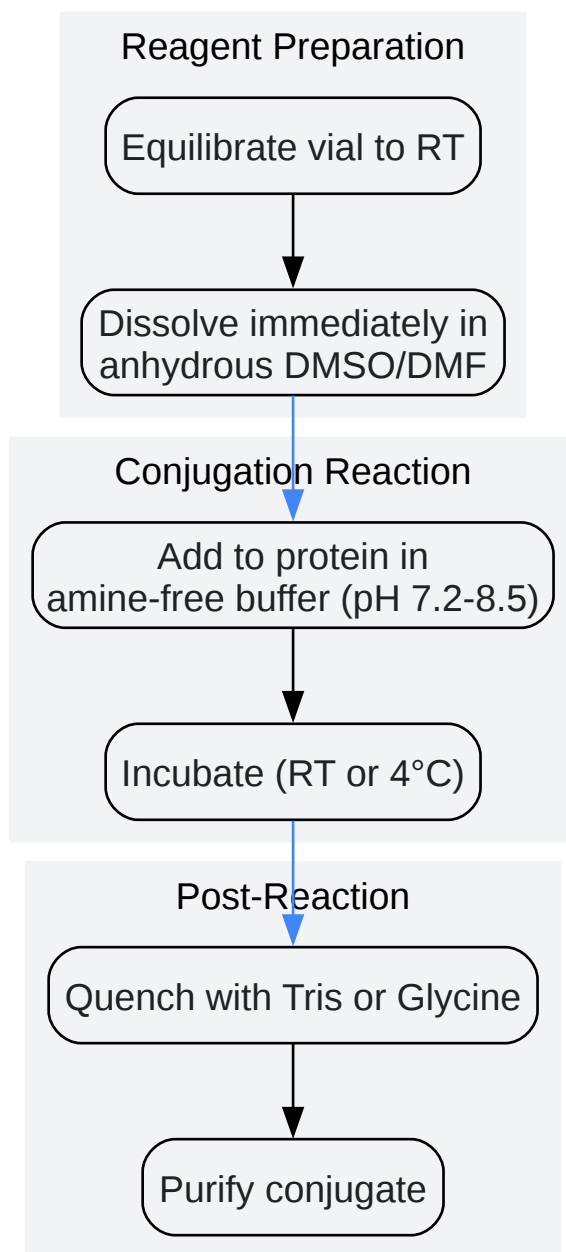 Reagent Preparation
Equilibrate vial to RT
Dissolve immediately in
anhydrous DMSO/DMF
Conjugation Reaction
Add to protein in
amine-free buffer (pH 7.2-8.5)
Incubate (RT or 4°C)
Post-Reaction
Quench with Tris or Glycine
Purify conjugate